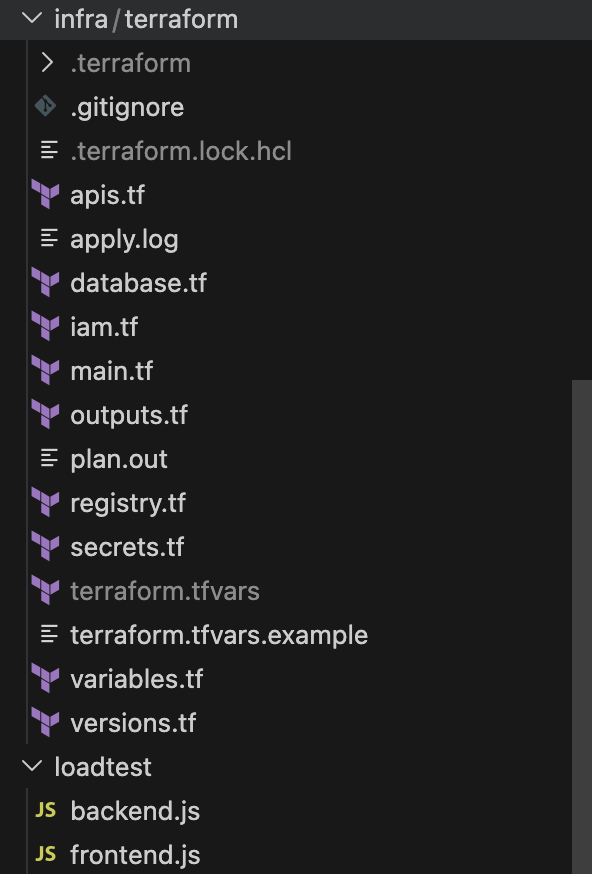 infra/terraform
.terraform
.gitignore
.terraform.lock.hcl
apis.tf
apply.log
database.tf
iam.tf
main.tf
outputs.tf
plan.out
registry.tf
secrets.tf
terraform.tfvars
terraform.tfvars.example
variables.tf
versions.tf
loadtest
JS backend.js
JS frontend.js